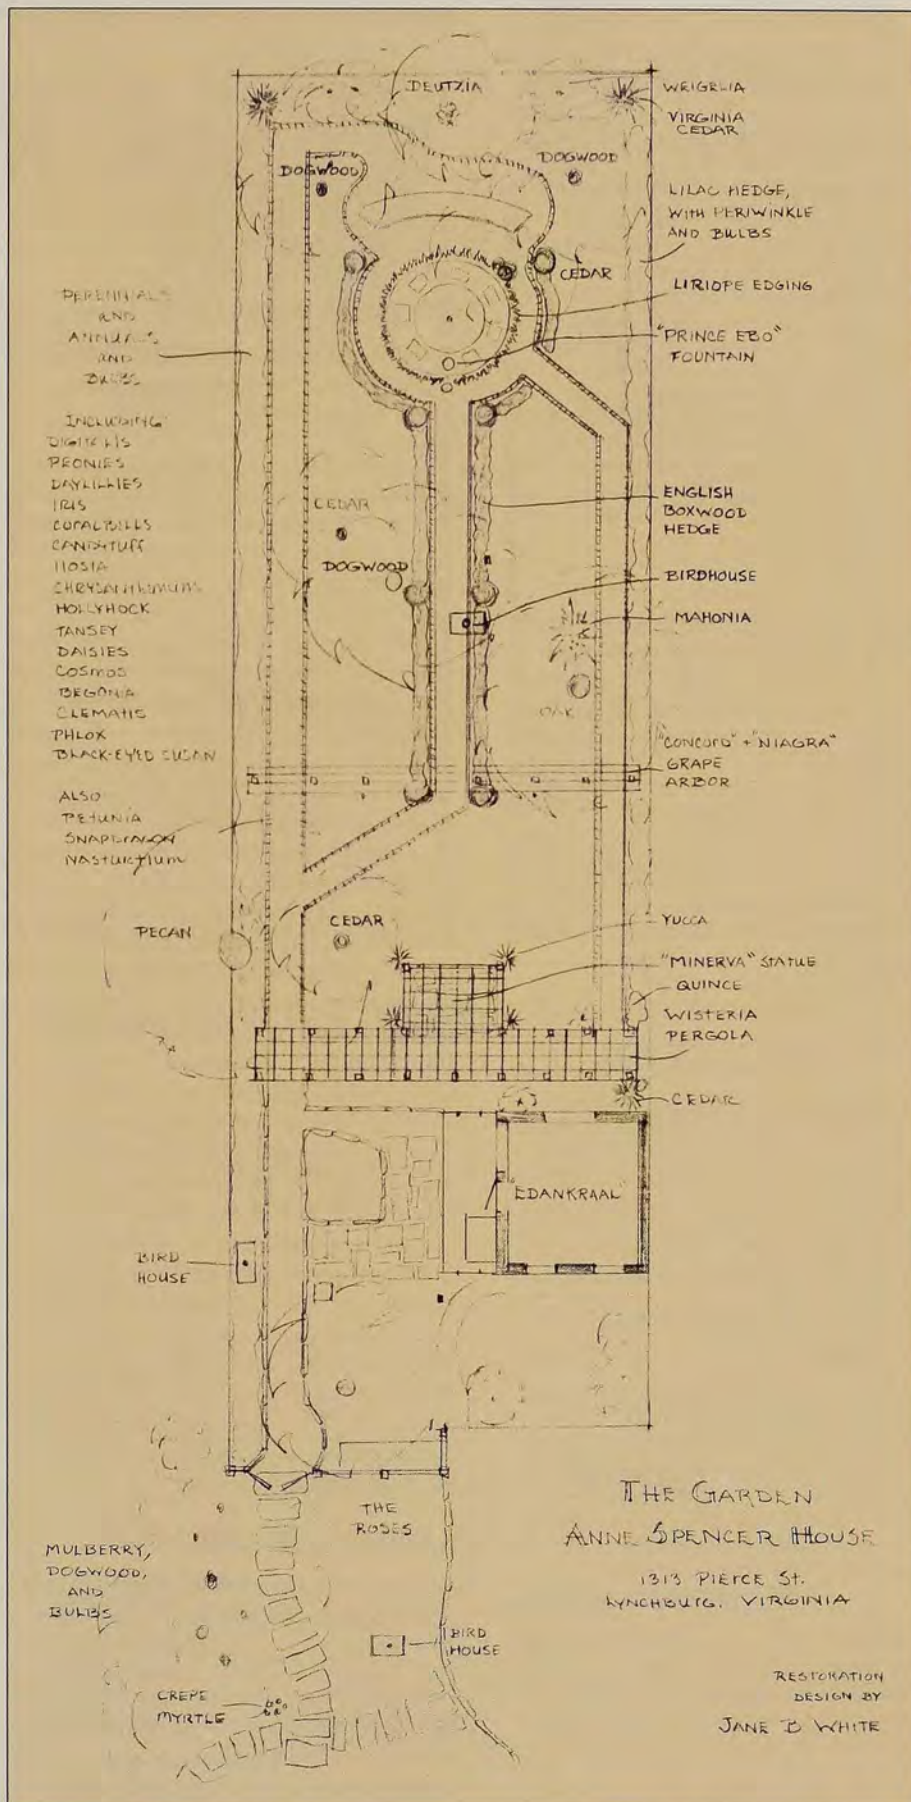 DEUTZIA
WEIGELIA
VIRGINIA
CEDAR
DOGWOOD
DOGWOOD
LILAC HEDGE,
WITH PERIWINKLE
AND BULBS
CEDAR
LIRIOPE EDGING
"PRINCE EBO"
FOUNTAIN
PERENNIALS
AND
ANNUALS
AND
BULBS
INCLUDING
DIGITALIS
PEONIES
DAYLILLIES
IRIS
CORALBELLS
CANDYTUFF
HOSTA
CHRYSANTHIMUMS
HOLLYHOCK
TANSEY
DAISIES
COSMOS
BEGONIA
CLEMATIS
PHLOX
BLACK-EYED SUSAN
ALSO
PETUNIA
SNAPDRAGON
NASTURTIUM
CEDAR
DOGWOOD
ENGLISH
BOXWOOD
HEDGE
BIRDHOUSE
MAHONIA
OAK
"CONCORD" + "NIAGRA"
GRAPE
ARBOR
PECAN
CEDAR
YUCCA
"MINERVA" STATUE
QUINCE
WISTERIA
PERGOLA
CEDAR
"EDANKRAAL"
BIRD
HOUSE
THE
ROSES
MULBERRY,
DOGWOOD,
AND
BULBS
BIRD
HOUSE
CREPE
MYRTLE
THE GARDEN
ANNE SPENCER HOUSE
1313 PIERCE St.
LYNCHBURG, VIRGINIA
RESTORATION
DESIGN BY
JANE B WHITE